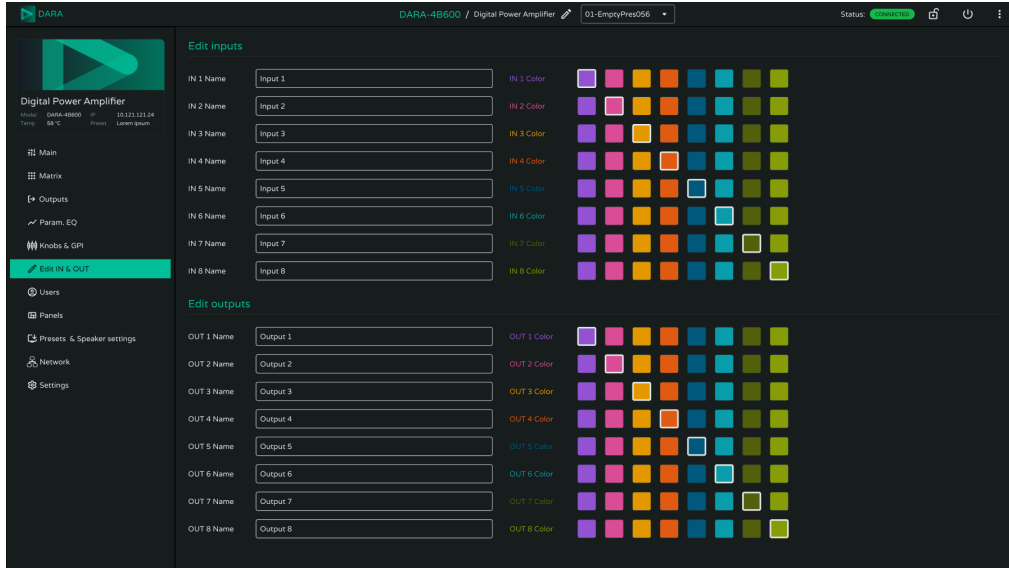 DARA
DARA-4B600 / Digital Power Amplifier
01-EmptyPres056
Status: CONNECTED
Digital Power Amplifier
Model DARA-4B600 IP 10.121.121.24
Temp 58 °C Preset Lorem ipsum
Main
Matrix
Outputs
Param. EQ
Knobs & GPI
Edit IN & OUT
Users
Panels
Presets & Speaker settings
Network
Settings
Edit inputs
IN 1 Name Input 1 IN 1 Color
IN 2 Name Input 2 IN 2 Color
IN 3 Name Input 3 IN 3 Color
IN 4 Name Input 4 IN 4 Color
IN 5 Name Input 5 IN 5 Color
IN 6 Name Input 6 IN 6 Color
IN 7 Name Input 7 IN 7 Color
IN 8 Name Input 8 IN 8 Color
Edit outputs
OUT 1 Name Output 1 OUT 1 Color
OUT 2 Name Output 2 OUT 2 Color
OUT 3 Name Output 3 OUT 3 Color
OUT 4 Name Output 4 OUT 4 Color
OUT 5 Name Output 5 OUT 5 Color
OUT 6 Name Output 6 OUT 6 Color
OUT 7 Name Output 7 OUT 7 Color
OUT 8 Name Output 8 OUT 8 Color